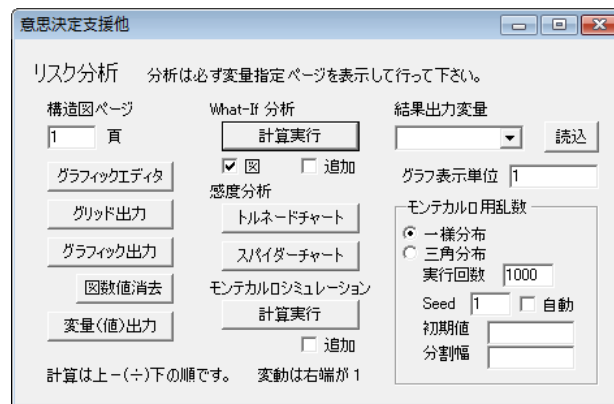 意思決定支援他
リスク分析　分析は必ず変量指定ページを表示して行って下さい。
構造図ページ
1 頁
グラフィックエディタ
グリッド出力
グラフィック出力
図数値消去
変量(値)出力
What-If 分析
計算実行
図 追加
感度分析
トルネードチャート
スパイダーチャート
モンテカルロシミュレーション
計算実行
追加
結果出力変量
読込
グラフ表示単位 1
モンテカルロ用乱数
一様分布
三角分布
実行回数 1000
Seed 1 自動
初期値
分割幅
計算は上－(÷)下の順です。　変動は右端が 1